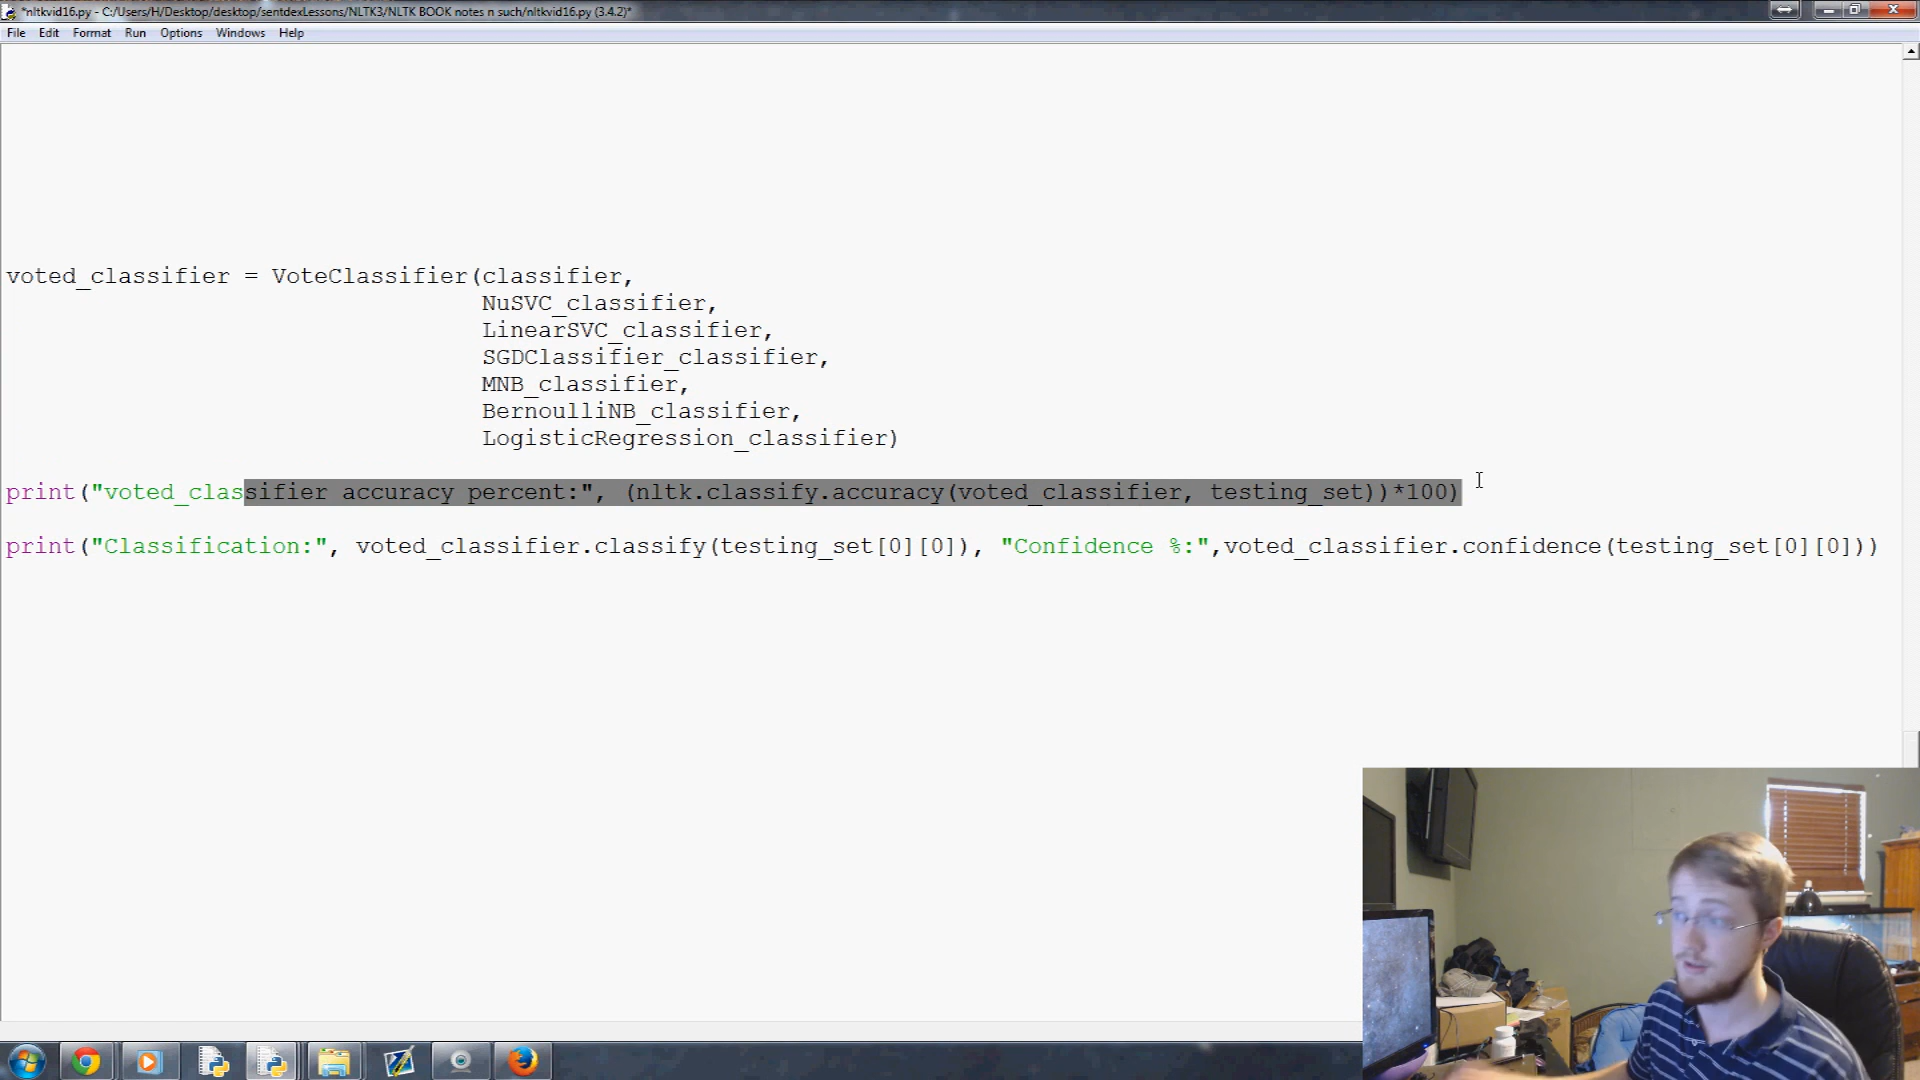 *nltkvid16.py - C:/Users/H/Desktop/desktop/sentdexLessons/NLTK3/NLTK BOOK notes n such/nltkvid16.py (3.4.2)*
File Edit Format Run Options Windows Help
voted_classifier = VoteClassifier(classifier,
NuSVC_classifier,
LinearSVC_classifier,
SGDClassifier_classifier,
MNB_classifier,
BernoulliNB_classifier,
LogisticRegression_classifier)
print("voted_classifier accuracy percent:", (nltk.classify.accuracy(voted_classifier, testing_set))*100)
print("Classification:", voted_classifier.classify(testing_set[0][0]), "Confidence %:",voted_classifier.confidence(testing_set[0][0]))